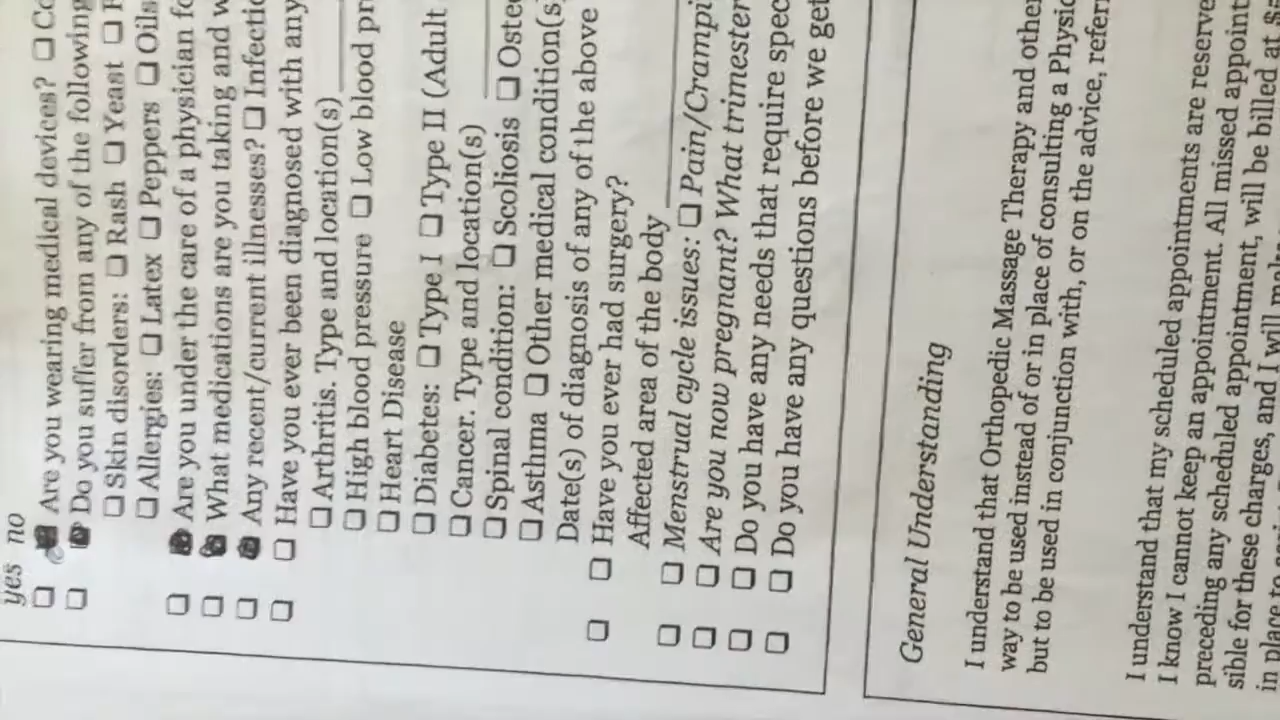 yes no
☐ ■ Are you wearing medical devices? ☐
☐ ■ Do you suffer from any of the following
☐ Skin disorders: ☐ Rash ☐ Yeast ☐
☐ Allergies: ☐ Latex ☐ Peppers ☐ Oils
☐ ■ Are you under the care of a physician
☐ ■ What medications are you taking and
☐ ■ Any recent/current illnesses? ☐
☐ ☐ Have you ever been diagnosed with any
☐ Arthritis. Type and location(s)
☐ High blood pressure ☐ Low blood
☐ Heart Disease
☐ Diabetes: ☐ Type I ☐ Type II (Adult
☐ Cancer. Type and location(s)
☐ Spinal condition: ☐ Scoliosis ☐
☐ Asthma ☐ Other medical condition(s)
Date(s) of diagnosis of any of the above
☐ ☐ Have you ever had surgery?
Affected area of the body
☐ ☐ Menstrual cycle issues: ☐ Pain/Crampi
☐ ☐ Are you now pregnant? What trimester
☐ ☐ Do you have any needs that require spec
☐ ☐ Do you have any questions before we get
General Understanding
I understand that Orthopedic Massage Therapy and other
way to be used instead of or in place of consulting a Physic
but to be used in conjunction with, or on the advice, refer
I understand that my scheduled appointments are reserve
I know I cannot keep an appointment. All missed appoint
preceding any scheduled appointment, will be billed at
sible for these charges, and I will
in place to